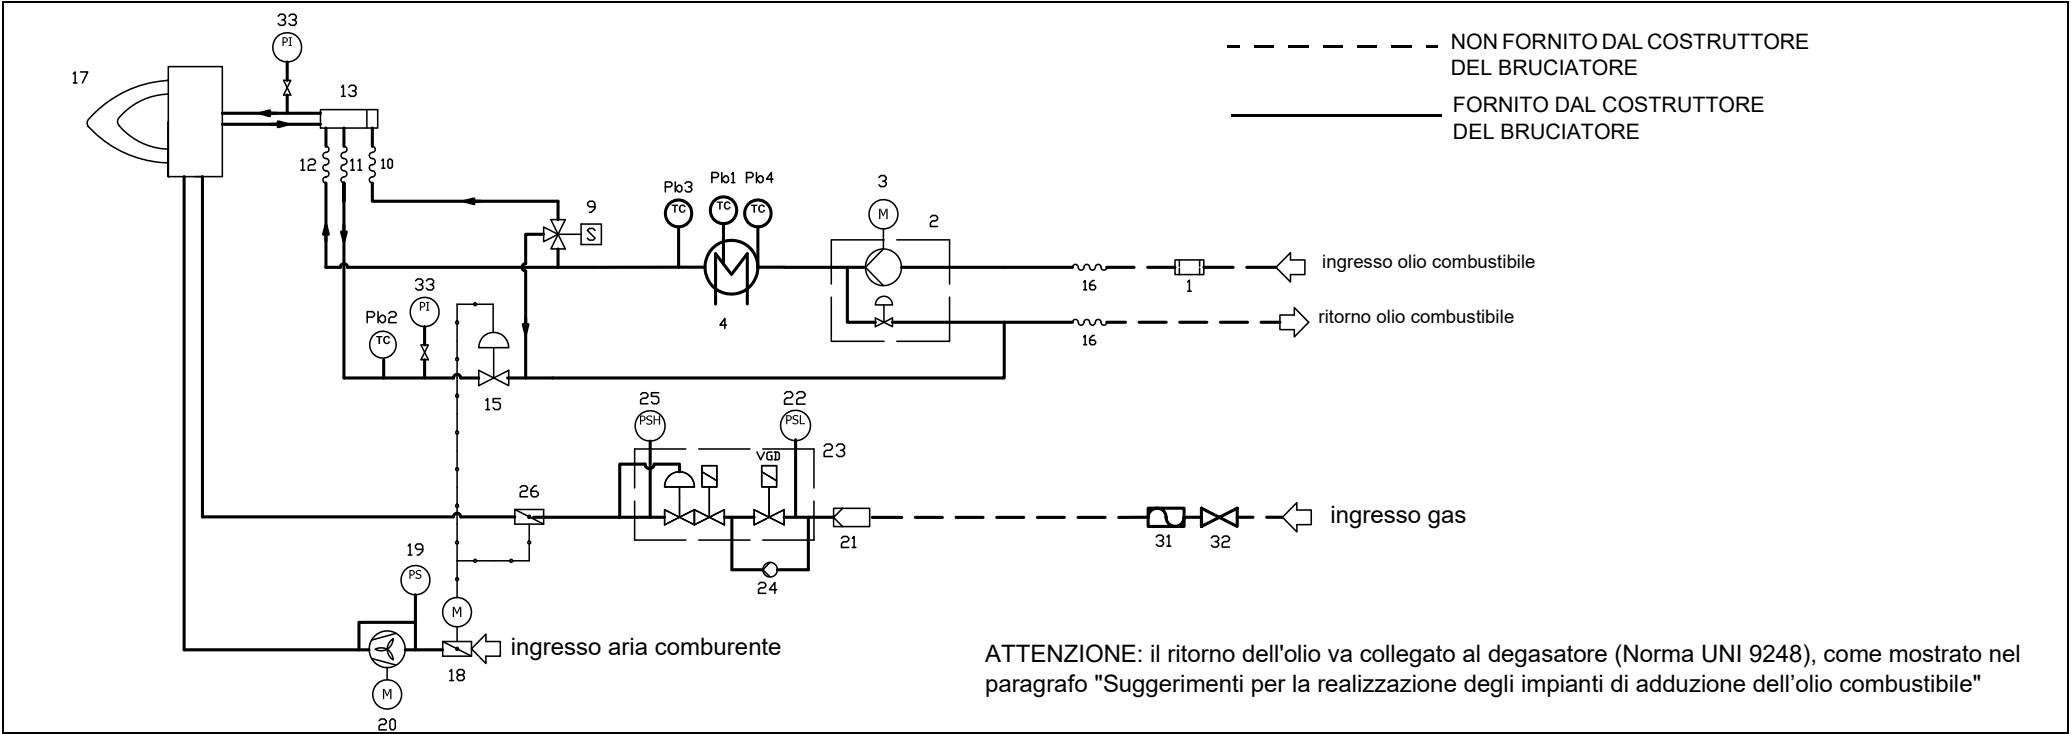 33
PI
NON FORNITO DAL COSTRUTTORE
DEL BRUCIATORE
17
13
FORNITO DAL COSTRUTTORE
DEL BRUCIATORE
12
11
10
Pb3
Pb1
Pb4
3
TC
TC
TC
M
9
S
2
ingresso olio combustibile
16
1
33
PI
4
Pb2
TC
ritorno olio combustibile
16
15
25
PSH
22
PSL
23
VGD
26
21
31
32
ingresso gas
24
19
PS
M
ingresso aria comburente
18
M
20
ATTENZIONE: il ritorno dell'olio va collegato al degasatore (Norma UNI 9248), come mostrato nel
paragrafo "Suggerimenti per la realizzazione degli impianti di adduzione dell'olio combustibile"